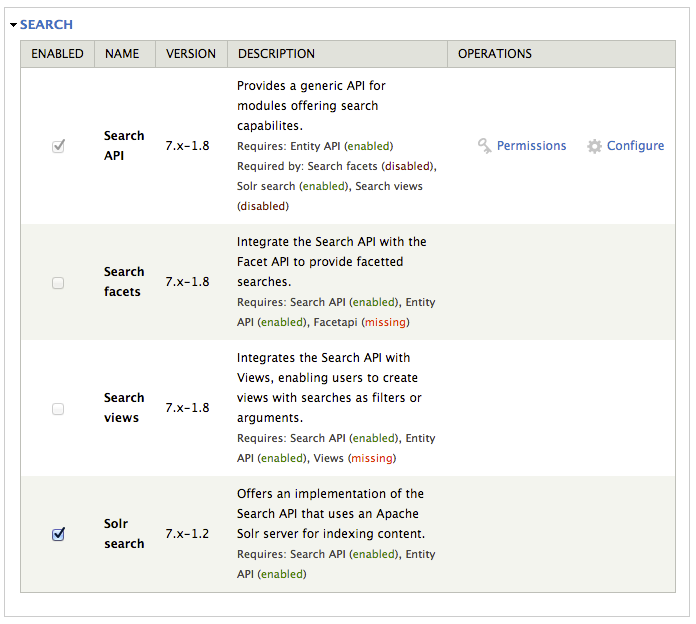 SEARCH
ENABLED NAME VERSION DESCRIPTION OPERATIONS
Provides a generic API for
modules offering search
capabilites.
Search
API
7.x-1.8
Requires: Entity API (enabled)
Required by: Search facets (disabled),
Solr search (enabled), Search views
(disabled)
Permissions Configure
Search
facets
7.x-1.8
Integrate the Search API with the
Facet API to provide facetted
searches.
Requires: Search API (enabled), Entity
API (enabled), Facetapi (missing)
Search
views
7.x-1.8
Integrates the Search API with
Views, enabling users to create
views with searches as filters or
arguments.
Requires: Search API (enabled), Entity
API (enabled), Views (missing)
Solr
search
7.x-1.2
Offers an implementation of the
Search API that uses an Apache
Solr server for indexing content.
Requires: Search API (enabled), Entity
API (enabled)